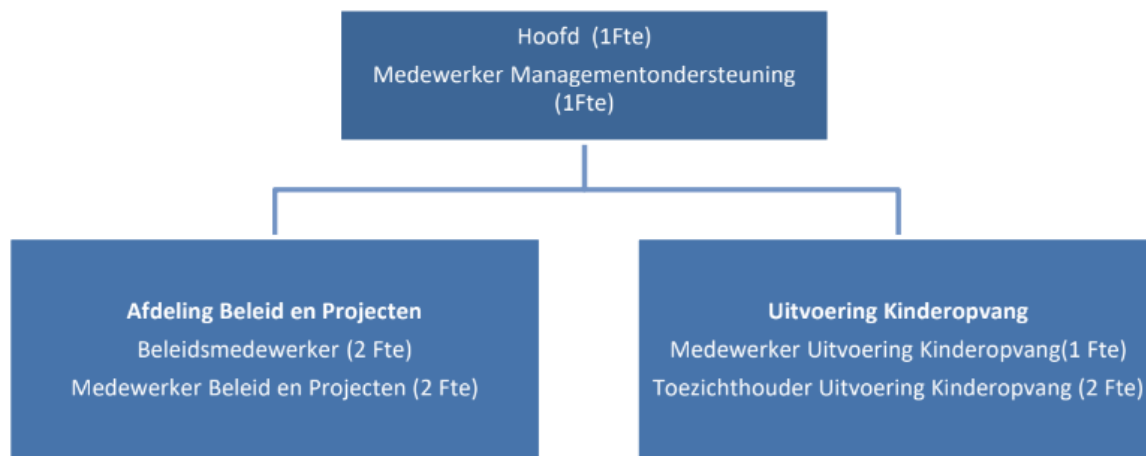 Hoofd (1Fte)
Medewerker Managementondersteuning
(1Fte)
Afdeling Beleid en Projecten
Beleidsmedewerker (2 Fte)
Medewerker Beleid en Projecten (2 Fte)
Uitvoering Kinderopvang
Medewerker Uitvoering Kinderopvang(1 Fte)
Toezichthouder Uitvoering Kinderopvang (2 Fte)